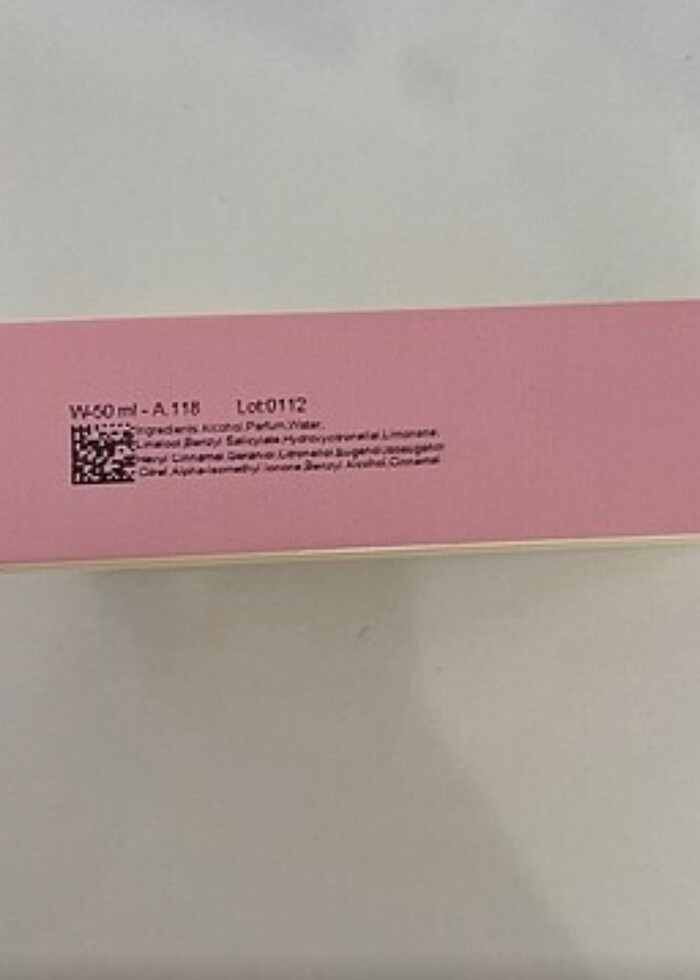 W-50 ml - A.118 Lot:0112
Ingredients: Alcohol,Parfum,Water,
Linalool,Benzyl Salicylate,Hydroxycitronellal,Limonene,
Hexyl Cinnamal,Geraniol,Citronellol,Eugenol,Isoeugenol
Citral,Alpha-Isomethyl Ionone,Benzyl Alcohol,Cinnamal